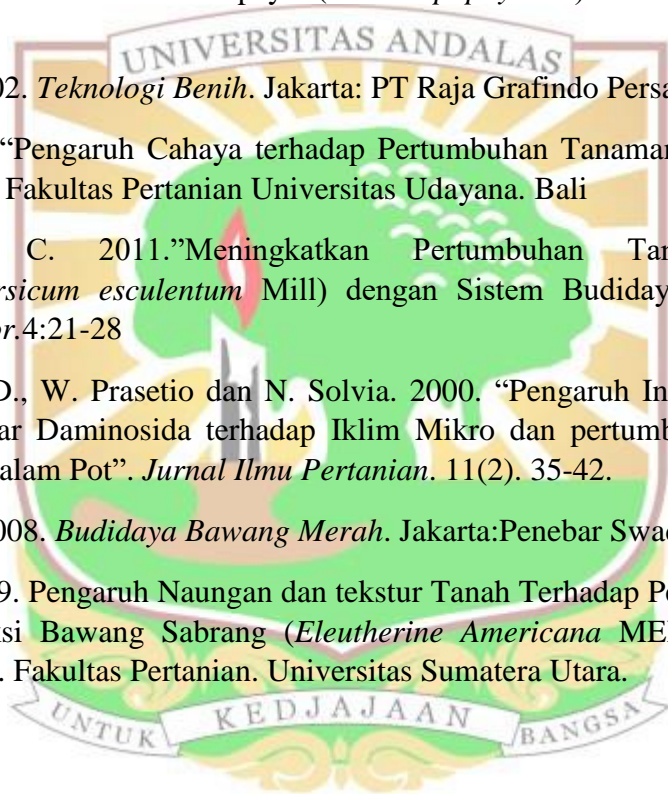 UNIVERSITAS ANDALAS
02. Teknologi Benih. Jakarta: PT Raja Grafindo Persa
“Pengaruh Cahaya terhadap Pertumbuhan Tanaman
Fakultas Pertanian Universitas Udayana. Bali
C. 2011.”Meningkatkan Pertumbuhan Tan
rsicum esculentum Mill) dengan Sistem Budiday
or.4:21-28
D., W. Prasetio dan N. Solvia. 2000. “Pengaruh In
ar Daminosida terhadap Iklim Mikro dan pertumb
alam Pot”. Jurnal Ilmu Pertanian. 11(2). 35-42.
008. Budidaya Bawang Merah. Jakarta:Penebar Swad
9. Pengaruh Naungan dan tekstur Tanah Terhadap Pe
ksi Bawang Sabrang (Eleutherine Americana ME
. Fakultas Pertanian. Universitas Sumatera Utara.
UNTUK KEDJAJAAN BANGSA